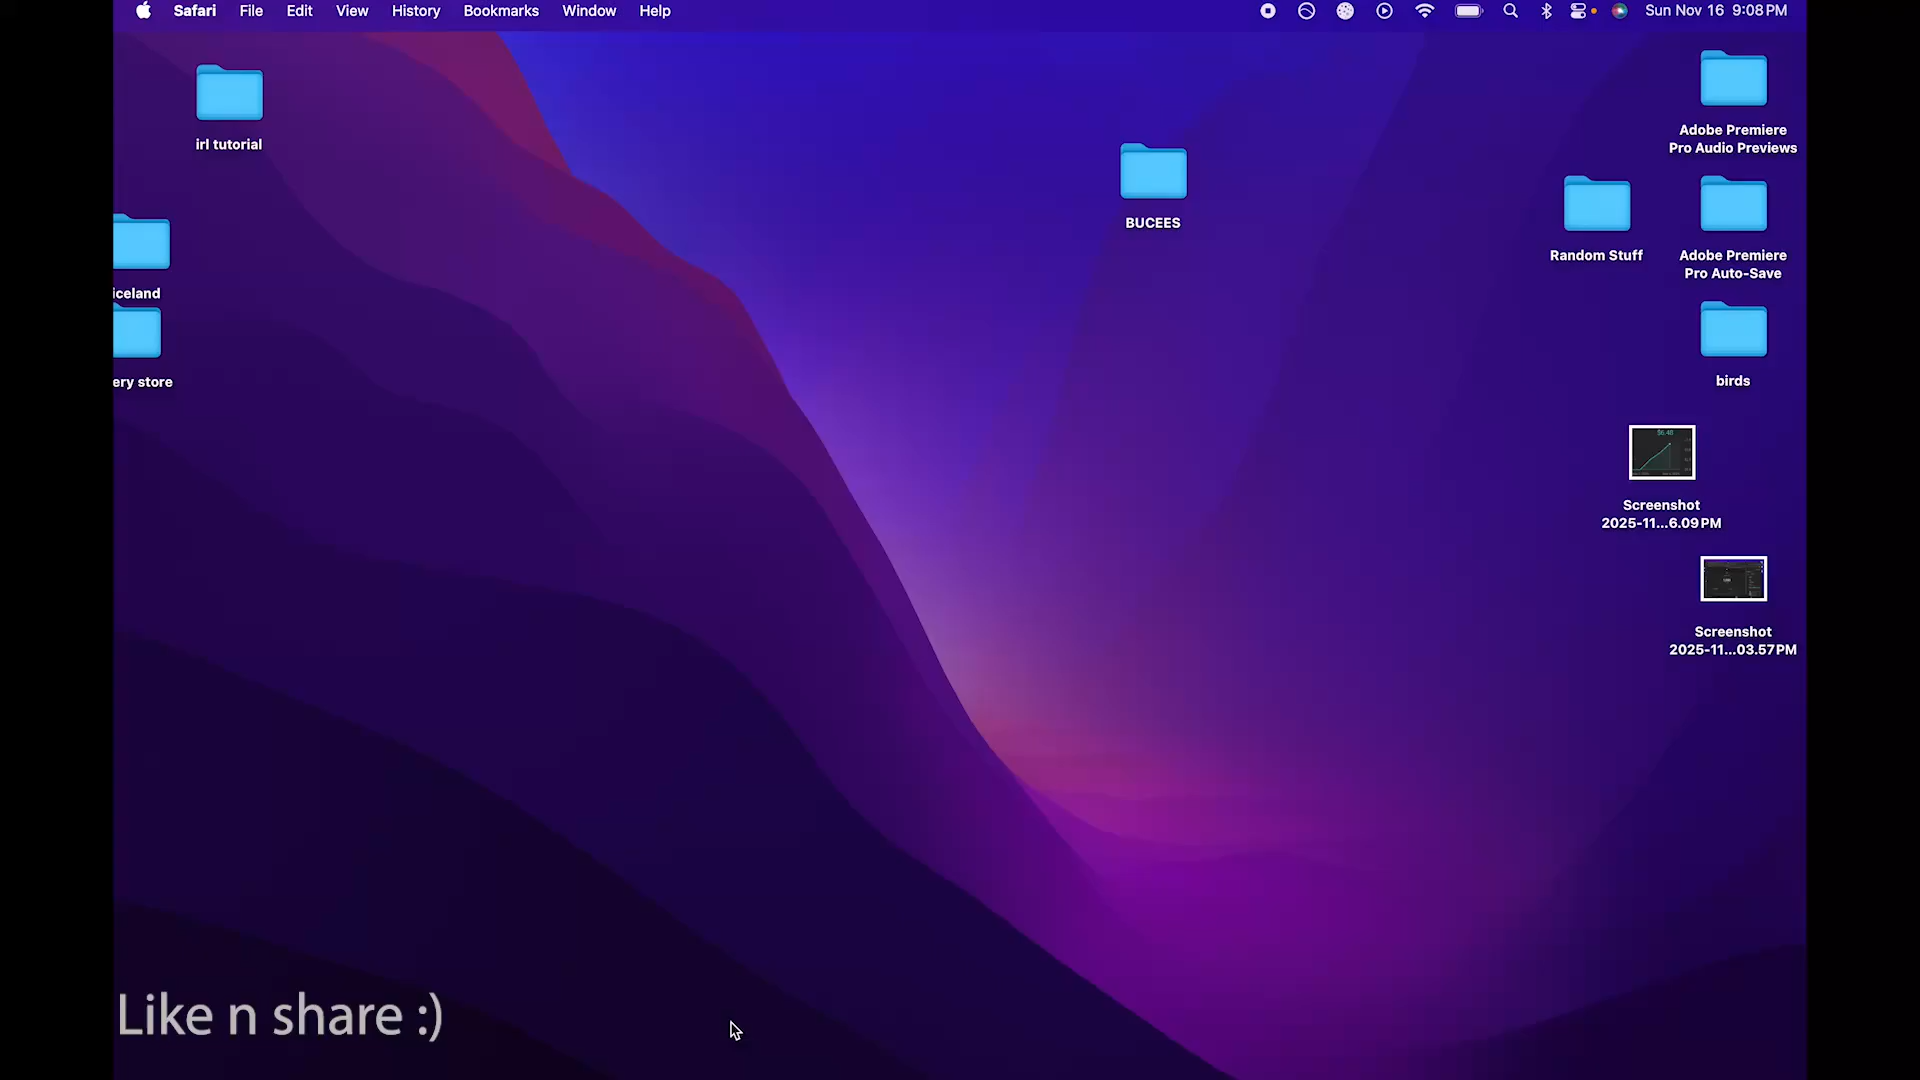 Safari File Edit View History Bookmarks Window Help
Sun Nov 16 9:08 PM
irl tutorial
iceland
ery store
BUCEES
Random Stuff
Adobe Premiere
Pro Audio Previews
Adobe Premiere
Pro Auto-Save
birds
$6.48
Screenshot
2025-11...6.09 PM
Screenshot
2025-11...03.57 PM
Like n share :)